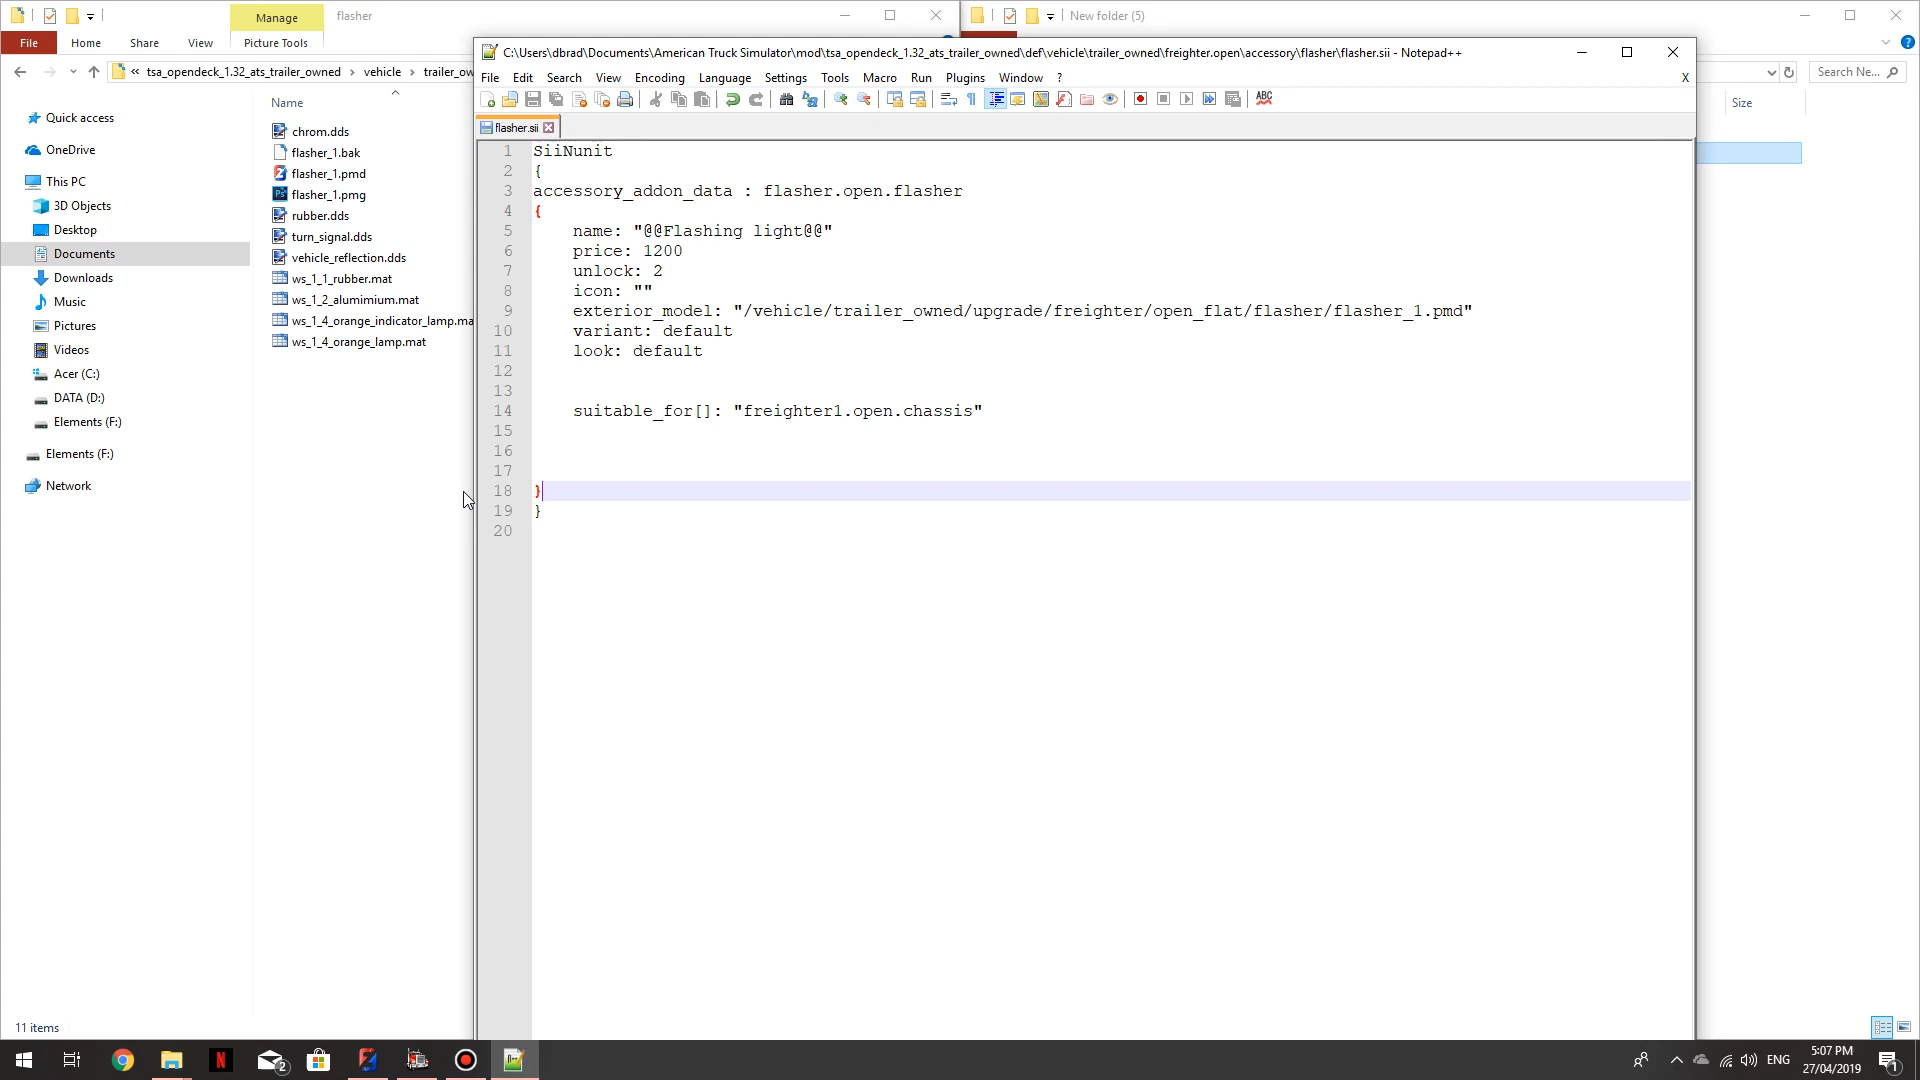 Manage
flasher
New folder (5)
File
Home
Share
View
Picture Tools
« tsa_opendeck_1.32_ats_trailer_owned › vehicle › trailer_ow
C:\Users\dbrad\Documents\American Truck Simulator\mod\tsa_opendeck_1.32_ats_trailer_owned\def\vehicle\trailer_owned\freighter.open\accessory\flasher\flasher.sii - Notepad++
File Edit Search View Encoding Language Settings Tools Macro Run Plugins Window ? X
Search Ne...
Size
flasher.sii
Name
Quick access
OneDrive
This PC
3D Objects
Desktop
Documents
Downloads
Music
Pictures
Videos
Acer (C:)
DATA (D:)
Elements (F:)
Elements (F:)
Network
chrom.dds
flasher_1.bak
flasher_1.pmd
flasher_1.pmg
rubber.dds
turn_signal.dds
vehicle_reflection.dds
ws_1_1_rubber.mat
ws_1_2_alumimium.mat
ws_1_4_orange_indicator_lamp.ma
ws_1_4_orange_lamp.mat
1 SiiNunit
2 {
3 accessory_addon_data : flasher.open.flasher
4 {
5 name: "@@Flashing light@@"
6 price: 1200
7 unlock: 2
8 icon: ""
9 exterior_model: "/vehicle/trailer_owned/upgrade/freighter/open_flat/flasher/flasher_1.pmd"
10 variant: default
11 look: default
12
13
14 suitable_for[]: "freighter1.open.chassis"
15
16
17
18 }
19 }
20
11 items
ABC
2
ENG
5:07 PM
27/04/2019
1